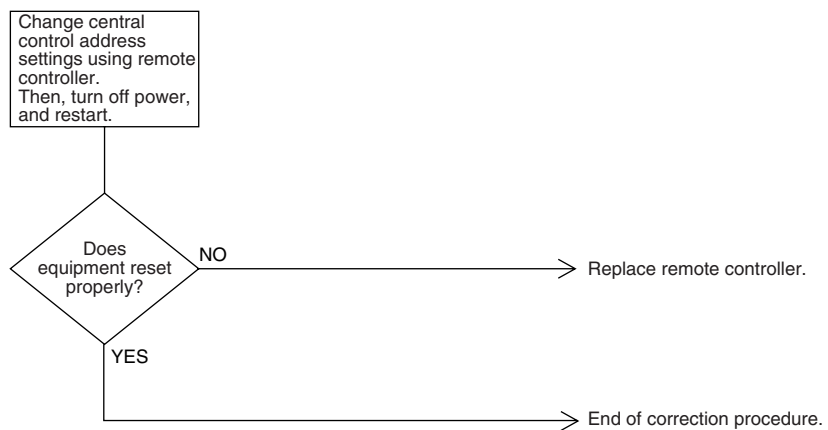 Change central
control address
settings using remote
controller.
Then, turn off power,
and restart.
Does
equipment reset
properly?
NO
Replace remote controller.
YES
End of correction procedure.